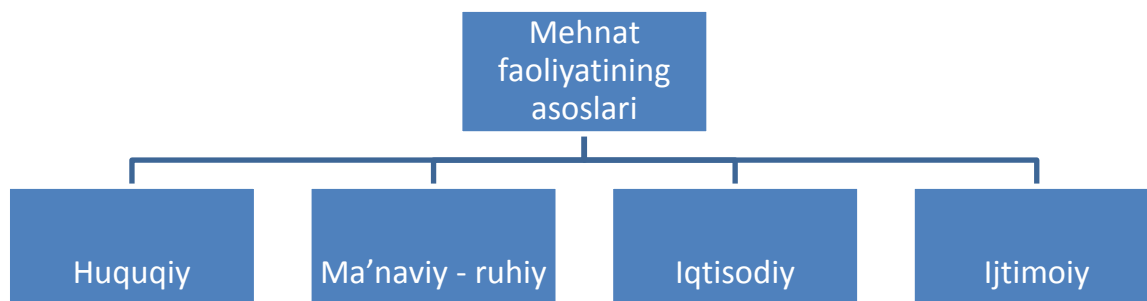 Mehnat
faoliyatining
asoslari
Huquqiy
Ma’naviy - ruhiy
Iqtisodiy
Ijtimoiy